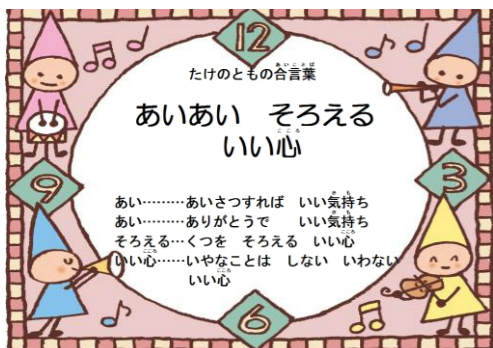 12
たけのともの合言葉
あいあい　そろえる
いい心
9
3
あい………あいさつすれば　いい気持ち
あい………ありがとうで　　いい気持ち
そろえる…くつを　そろえる　いい心
いい心……いやなことは　しない　いわない
いい心
6